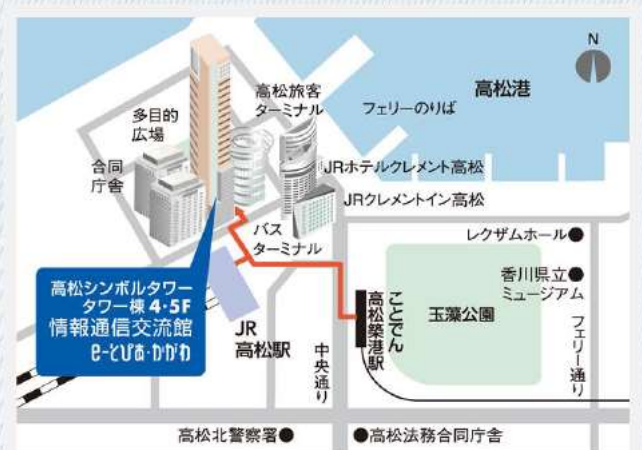 N
高松港
高松旅客
ターミナル
フェリーのりば
多目的
広場
合同
庁舎
JRホテルクレメント高松
JRクレメントイン高松
バス
ターミナル
レクザムホール
香川県立
ミュージアム
玉藻公園
高松シンボルタワー
タワー棟 4・5F
情報通信交流館
e-とぴあ・かがわ
JR
高松駅
ことでん
高松築港駅
中央通り
フェリー通り
高松北警察署
高松法務合同庁舎